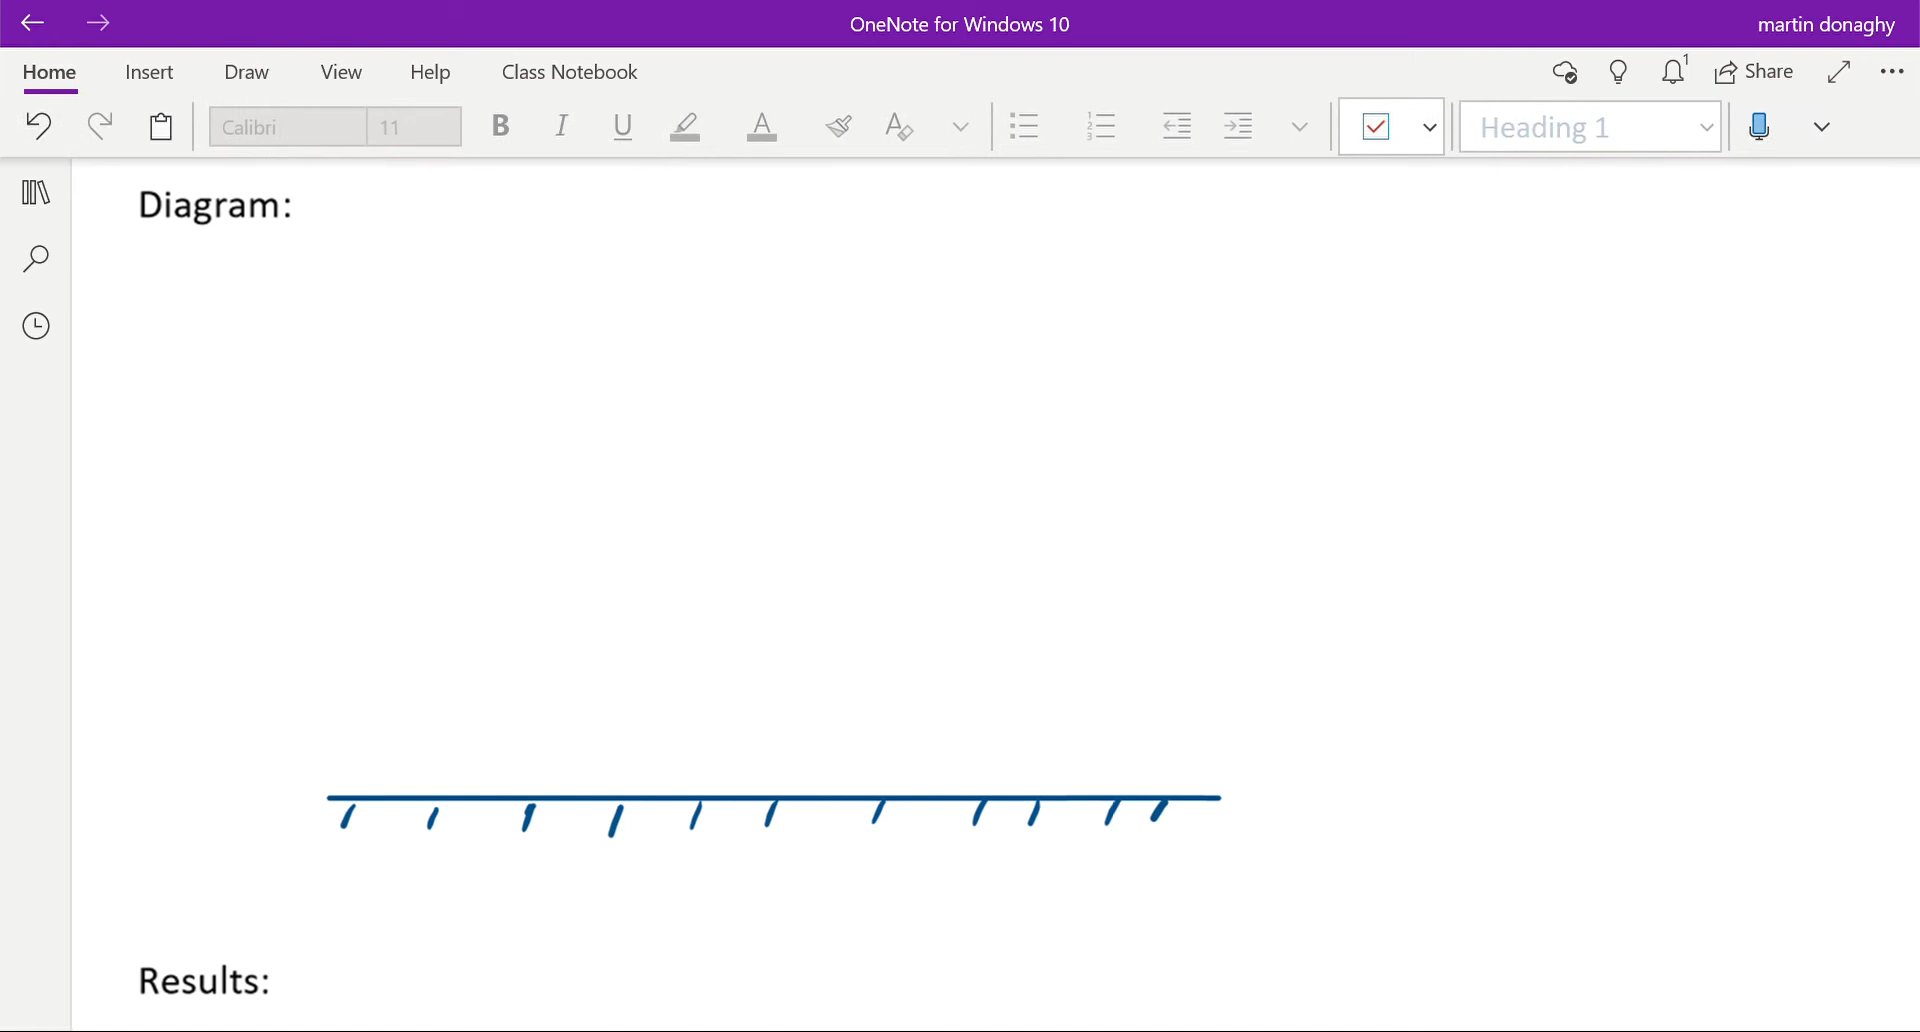 OneNote for Windows 10
martin donaghy
Home Insert Draw View Help Class Notebook
1
Share
Calibri 11 B I U A A Heading 1
Diagram:
Results: